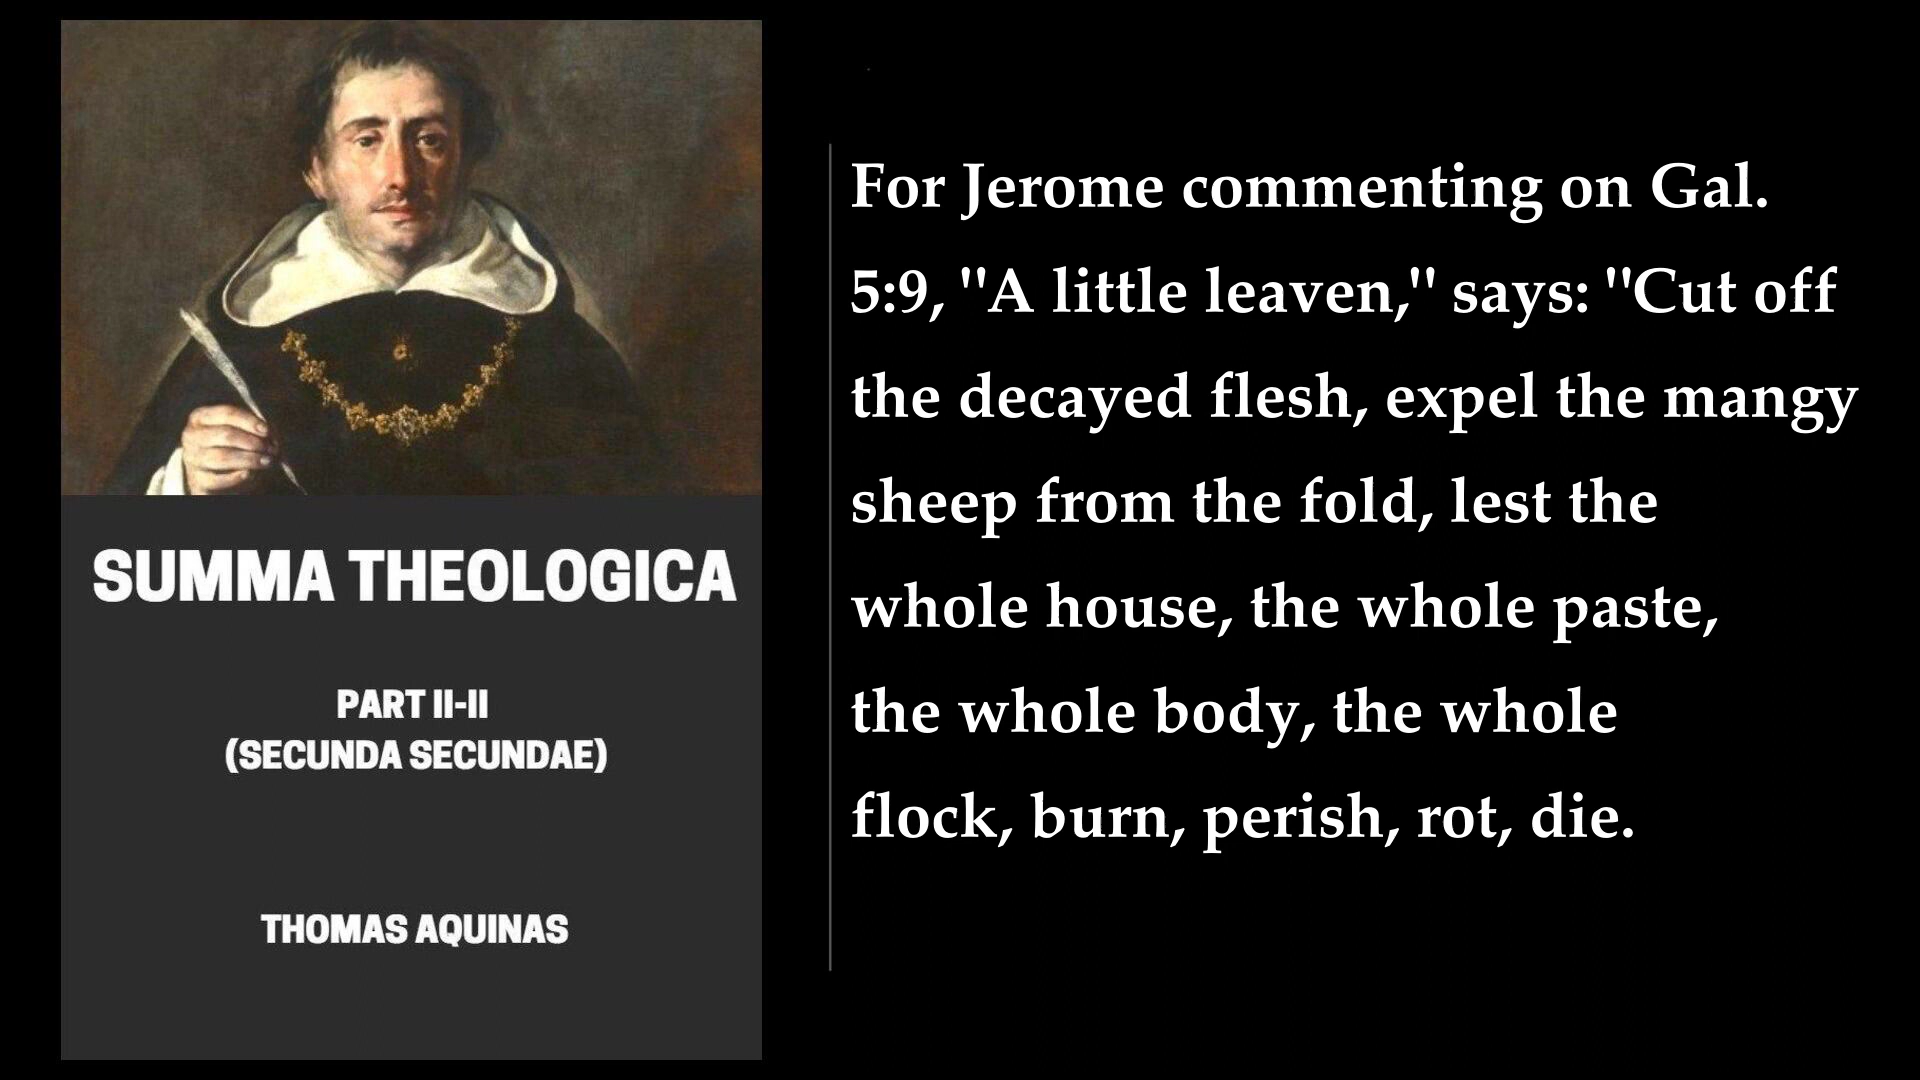 SUMMA THEOLOGICA
PART II-II
(SECUNDA SECUNDAE)
THOMAS AQUINAS
For Jerome commenting on Gal.
5:9, "A little leaven," says: "Cut off
the decayed flesh, expel the mangy
sheep from the fold, lest the
whole house, the whole paste,
the whole body, the whole
flock, burn, perish, rot, die.